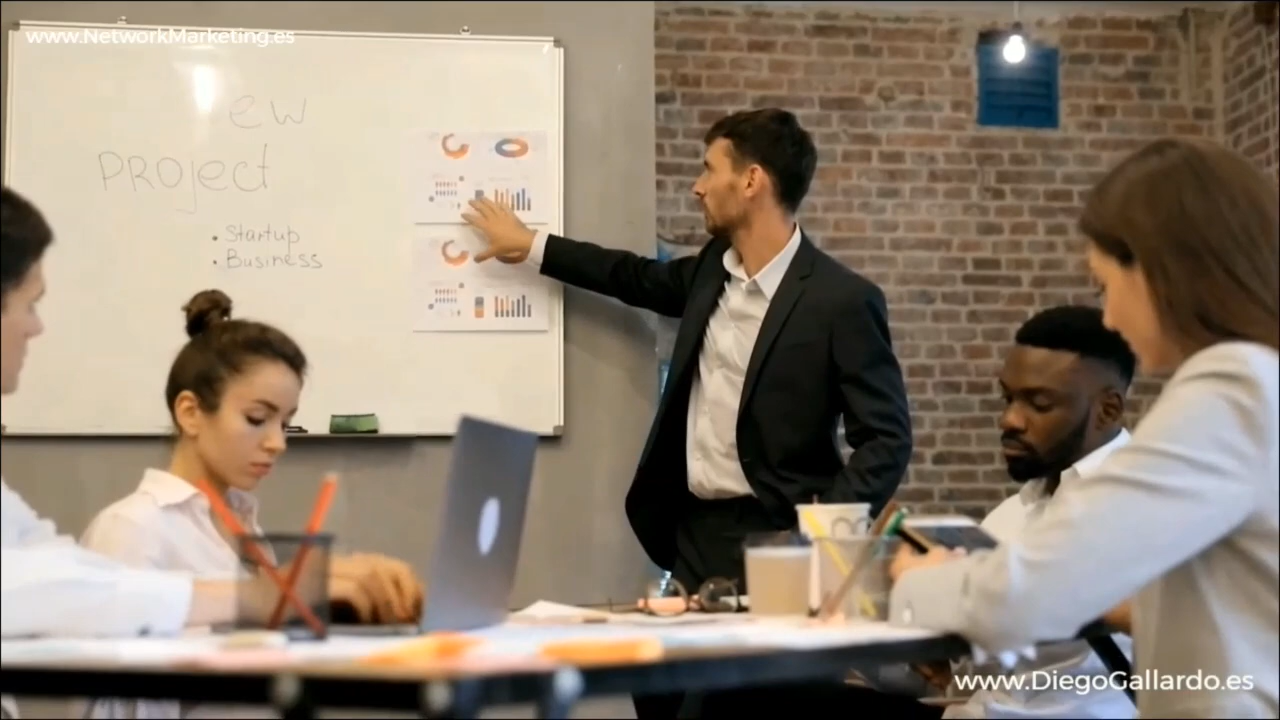 www.NetworkMarketing.es
ew
PROject
• Startup
• Business
www.DiegoGallardo.es